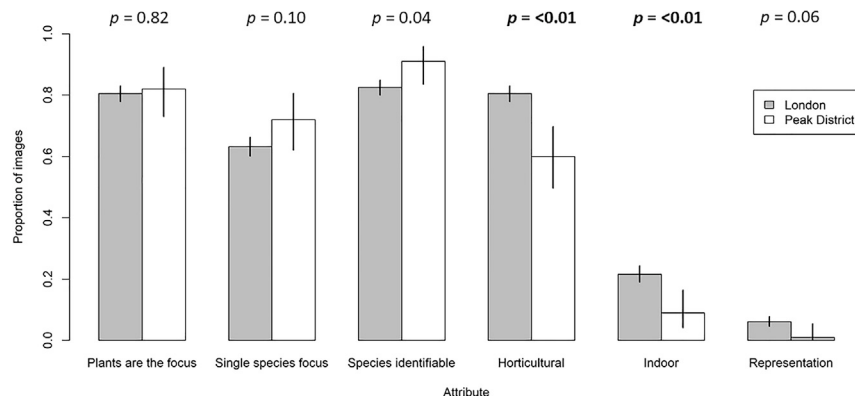 p = 0.82 p = 0.10 p = 0.04 p = <0.01 p = <0.01 p = 0.06
London
Peak District
Proportion of images
1.0
0.8
0.6
0.4
0.2
0.0
Plants are the focus Single species focus Species identifiable Horticultural Indoor Representation
Attribute